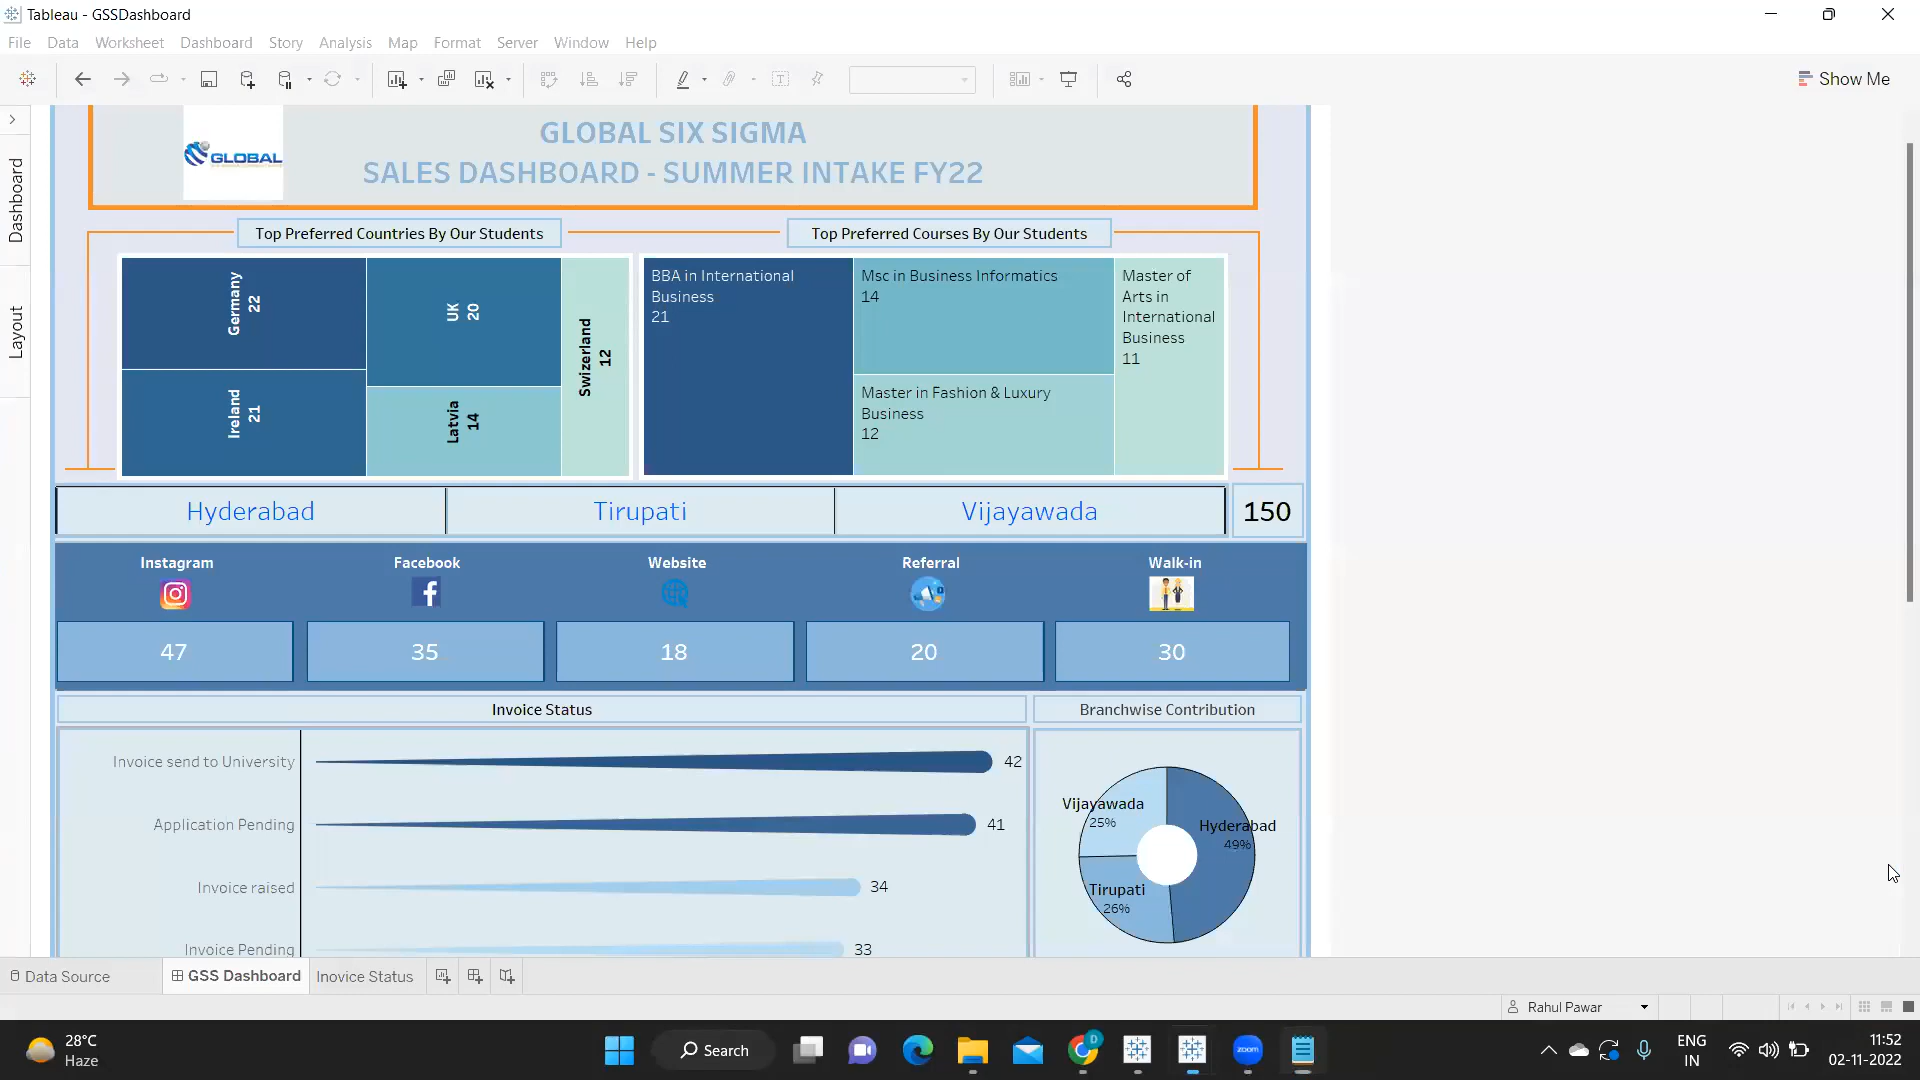 Tableau - GSSDashboard
File Data Worksheet Dashboard Story Analysis Map Format Server Window Help
Show Me
Dashboard
Layout
GLOBAL
GLOBAL SIX SIGMA
SALES DASHBOARD - SUMMER INTAKE FY22
Top Preferred Countries By Our Students
Top Preferred Courses By Our Students
Germany
22
Ireland
21
UK
20
Latvia
14
Swizerland
12
BBA in International
Business
21
Msc in Business Informatics
14
Master in Fashion & Luxury
Business
12
Master of
Arts in
International
Business
11
Hyderabad Tirupati Vijayawada 150
Instagram Facebook Website Referral Walk-in
47 35 18 20 30
Invoice Status
Invoice send to University 42
Application Pending 41
Invoice raised 34
Invoice Pending 33
Branchwise Contribution
Vijayawada
25%
Hyderabad
49%
Tirupati
26%
Data Source GSS Dashboard Inovice Status
Rahul Pawar
28°C
Haze
Search
D
zoom
ENG
IN
11:52
02-11-2022